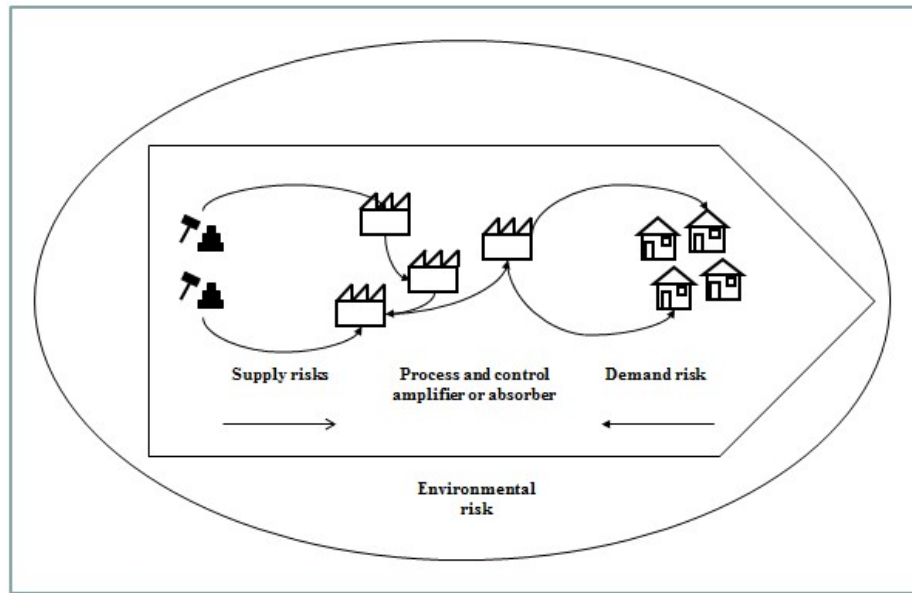 Supply risks
Process and control
amplifier or absorber
Demand risk
Environmental
risk